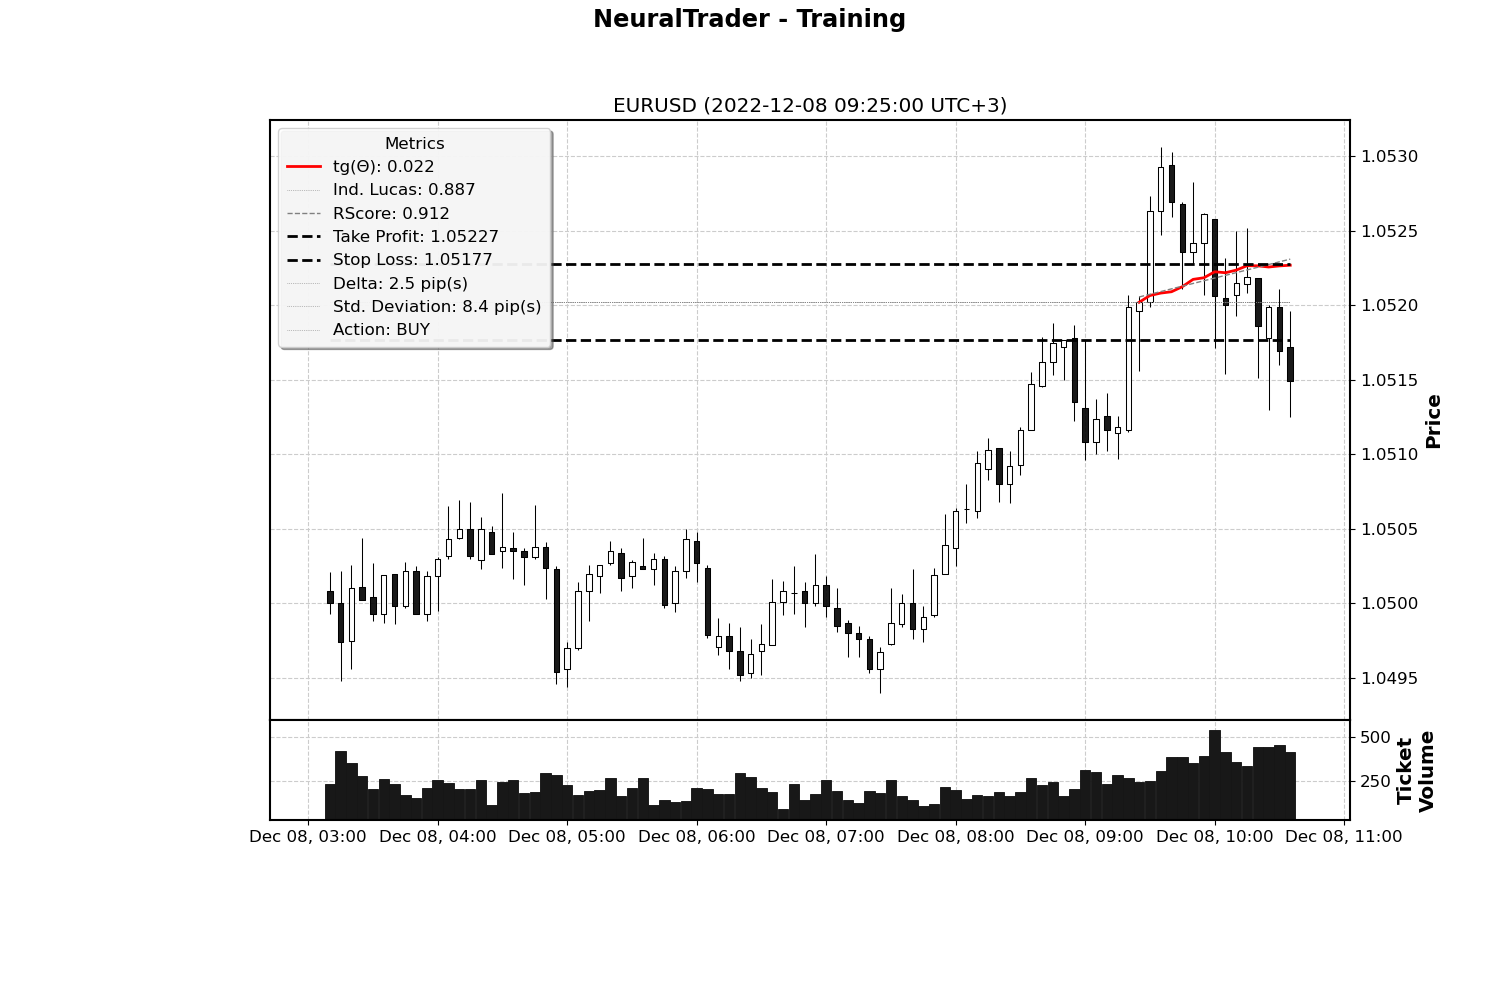 NeuralTrader - Training
EURUSD (2022-12-08 09:25:00 UTC+3)
Metrics
tg(Θ): 0.022
Ind. Lucas: 0.887
RScore: 0.912
Take Profit: 1.05227
Stop Loss: 1.05177
Delta: 2.5 pip(s)
Std. Deviation: 8.4 pip(s)
Action: BUY
1.0530
1.0525
1.0520
1.0515
1.0510
1.0505
1.0500
1.0495
Price
500
250
Ticket
Volume
Dec 08, 03:00 Dec 08, 04:00 Dec 08, 05:00 Dec 08, 06:00 Dec 08, 07:00 Dec 08, 08:00 Dec 08, 09:00 Dec 08, 10:00 Dec 08, 11:00